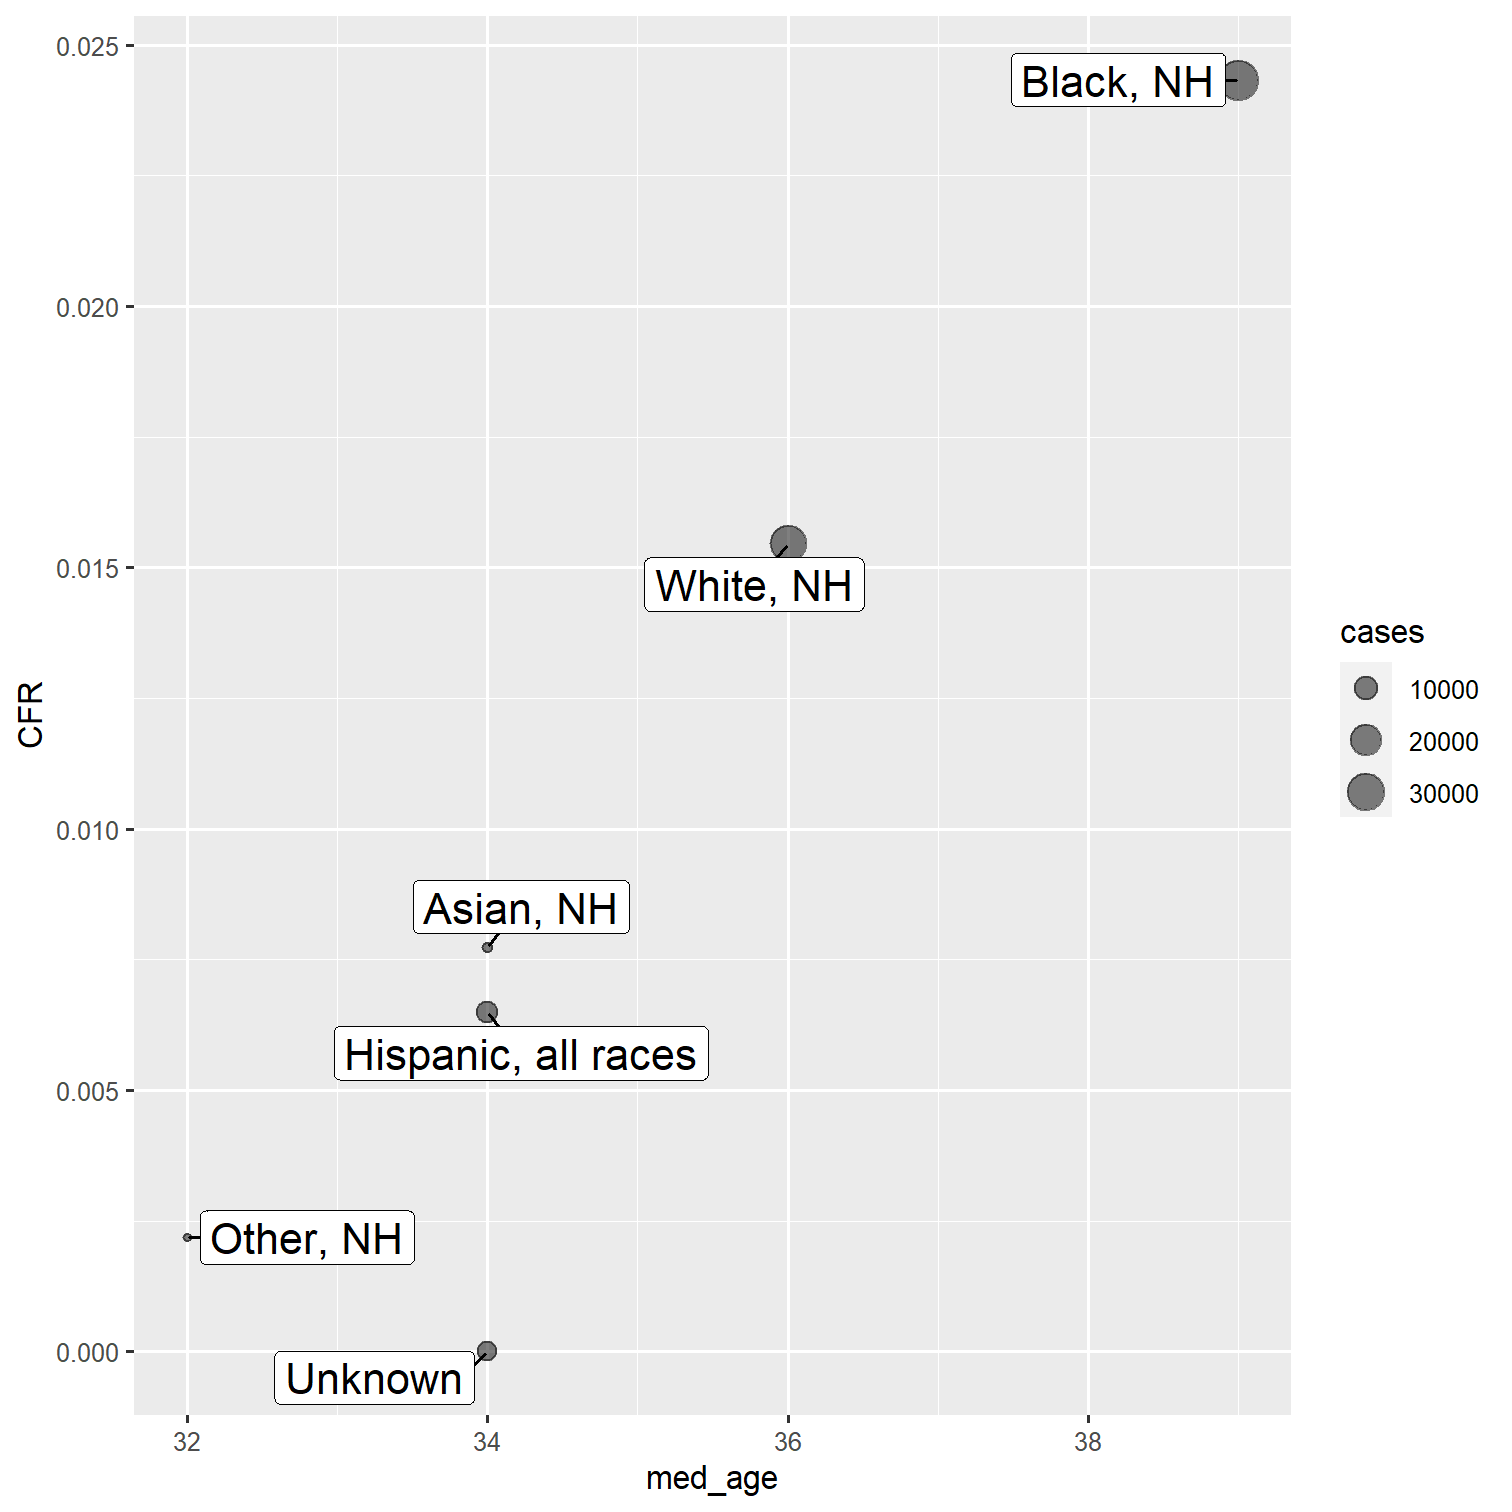 0.025
Black, NH
0.020
0.015
White, NH
cases
10000
20000
30000
CFR
0.010
Asian, NH
Hispanic, all races
0.005
Other, NH
0.000
Unknown
32
34
36
38
med_age